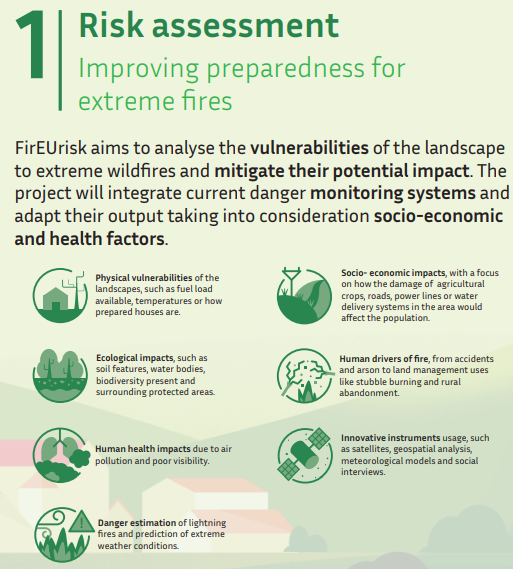 1
Risk assessment
Improving preparedness for
extreme fires
FirEUrisk aims to analyse the vulnerabilities of the landscape
to extreme wildfires and mitigate their potential impact. The
project will integrate current danger monitoring systems and
adapt their output taking into consideration socio-economic
and health factors.
Physical vulnerabilities of the
landscapes, such as fuel load
available, temperatures or how
prepared houses are.
Socio- economic impacts, with a focus
on how the damage of agricultural
crops, roads, power lines or water
delivery systems in the area would
affect the population.
Ecological impacts, such as
soil features, water bodies,
biodiversity present and
surrounding protected areas.
Human drivers of fire, from accidents
and arson to land management uses
like stubble burning and rural
abandonment.
Human health impacts due to air
pollution and poor visibility.
Innovative instruments usage, such
as satellites, geospatial analysis,
meteorological models and social
interviews.
Danger estimation of lightning
fires and prediction of extreme
weather conditions.